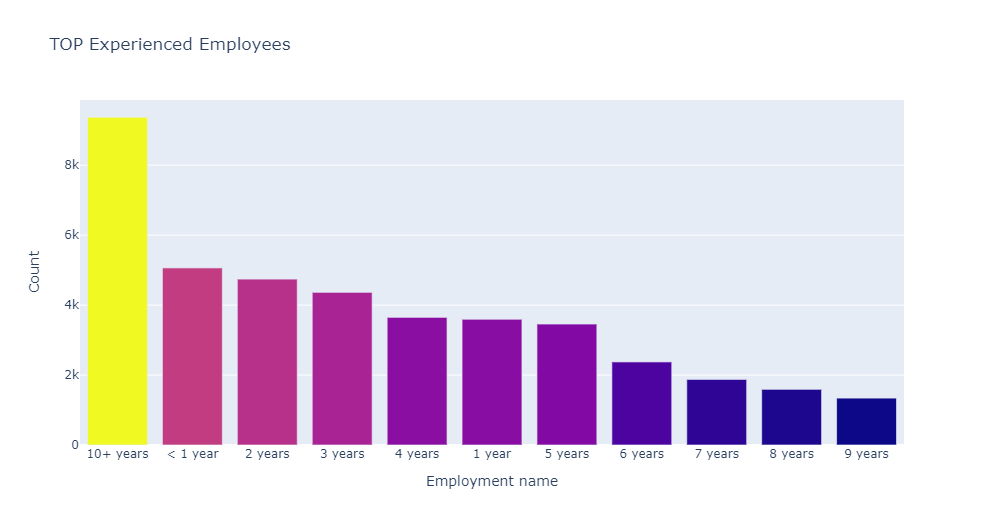 TOP Experienced Employees
Count
8k
6k
4k
2k
0
10+ years < 1 year 2 years 3 years 4 years 1 year 5 years 6 years 7 years 8 years 9 years
Employment name